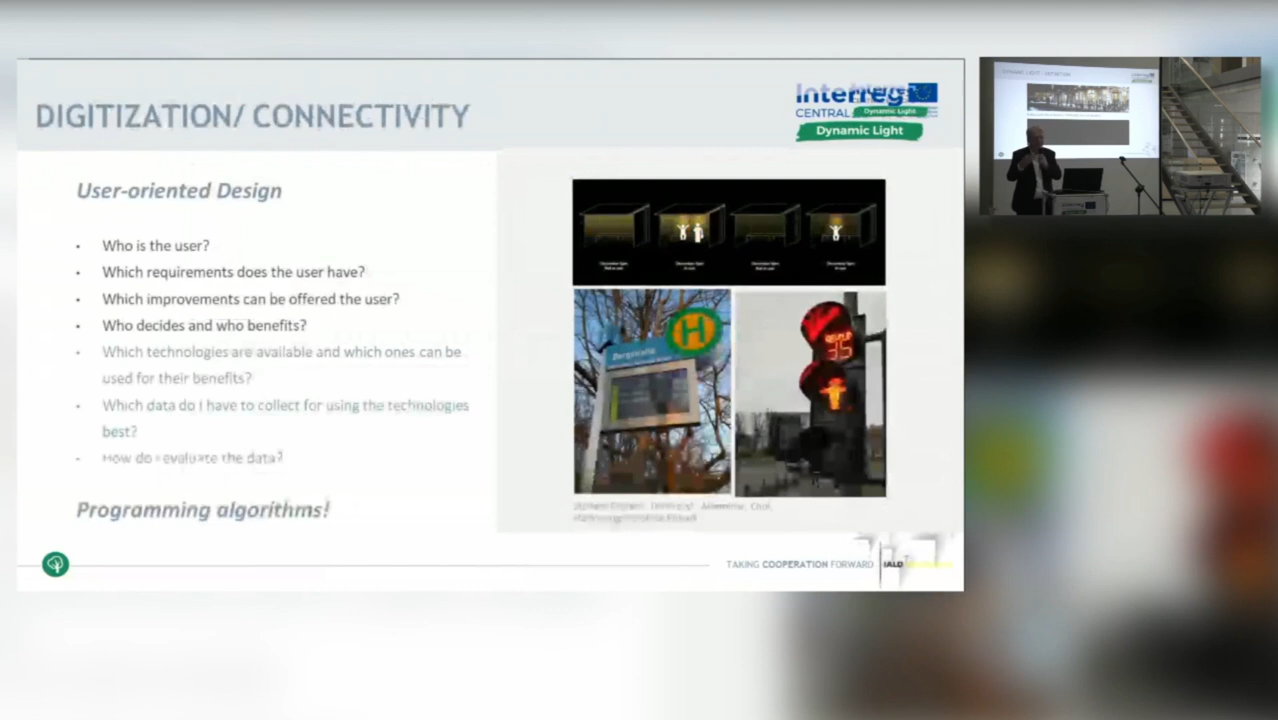 DIGITIZATION/ CONNECTIVITY
Interreg
CENTRAL
Dynamic Light
Dynamic Light
User-oriented Design
• Who is the user?
• Which requirements does the user have?
• Which improvements can be offered the user?
• Who decides and who benefits?
• Which technologies are available and which ones can be
used for their benefits?
• Which data do I have to collect for using the technologies
best?
• How do I evaluate the data?
Programming algorithms!
H
35
TAKING COOPERATION FORWARD
IALD
Interreg